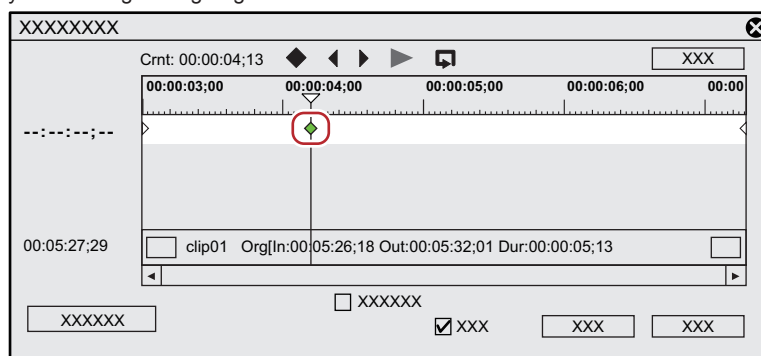 XXXXXXXX
Crnt: 00:00:04;13
XXX
00:00:03;00 00:00:04;00 00:00:05;00 00:00:06;00 00:00
--:--:--;--
00:05:27;29
clip01 Org[In:00:05:26;18 Out:00:05:32;01 Dur:00:00:05;13
XXXXXX
XXXXXX
XXX
XXX
XXX